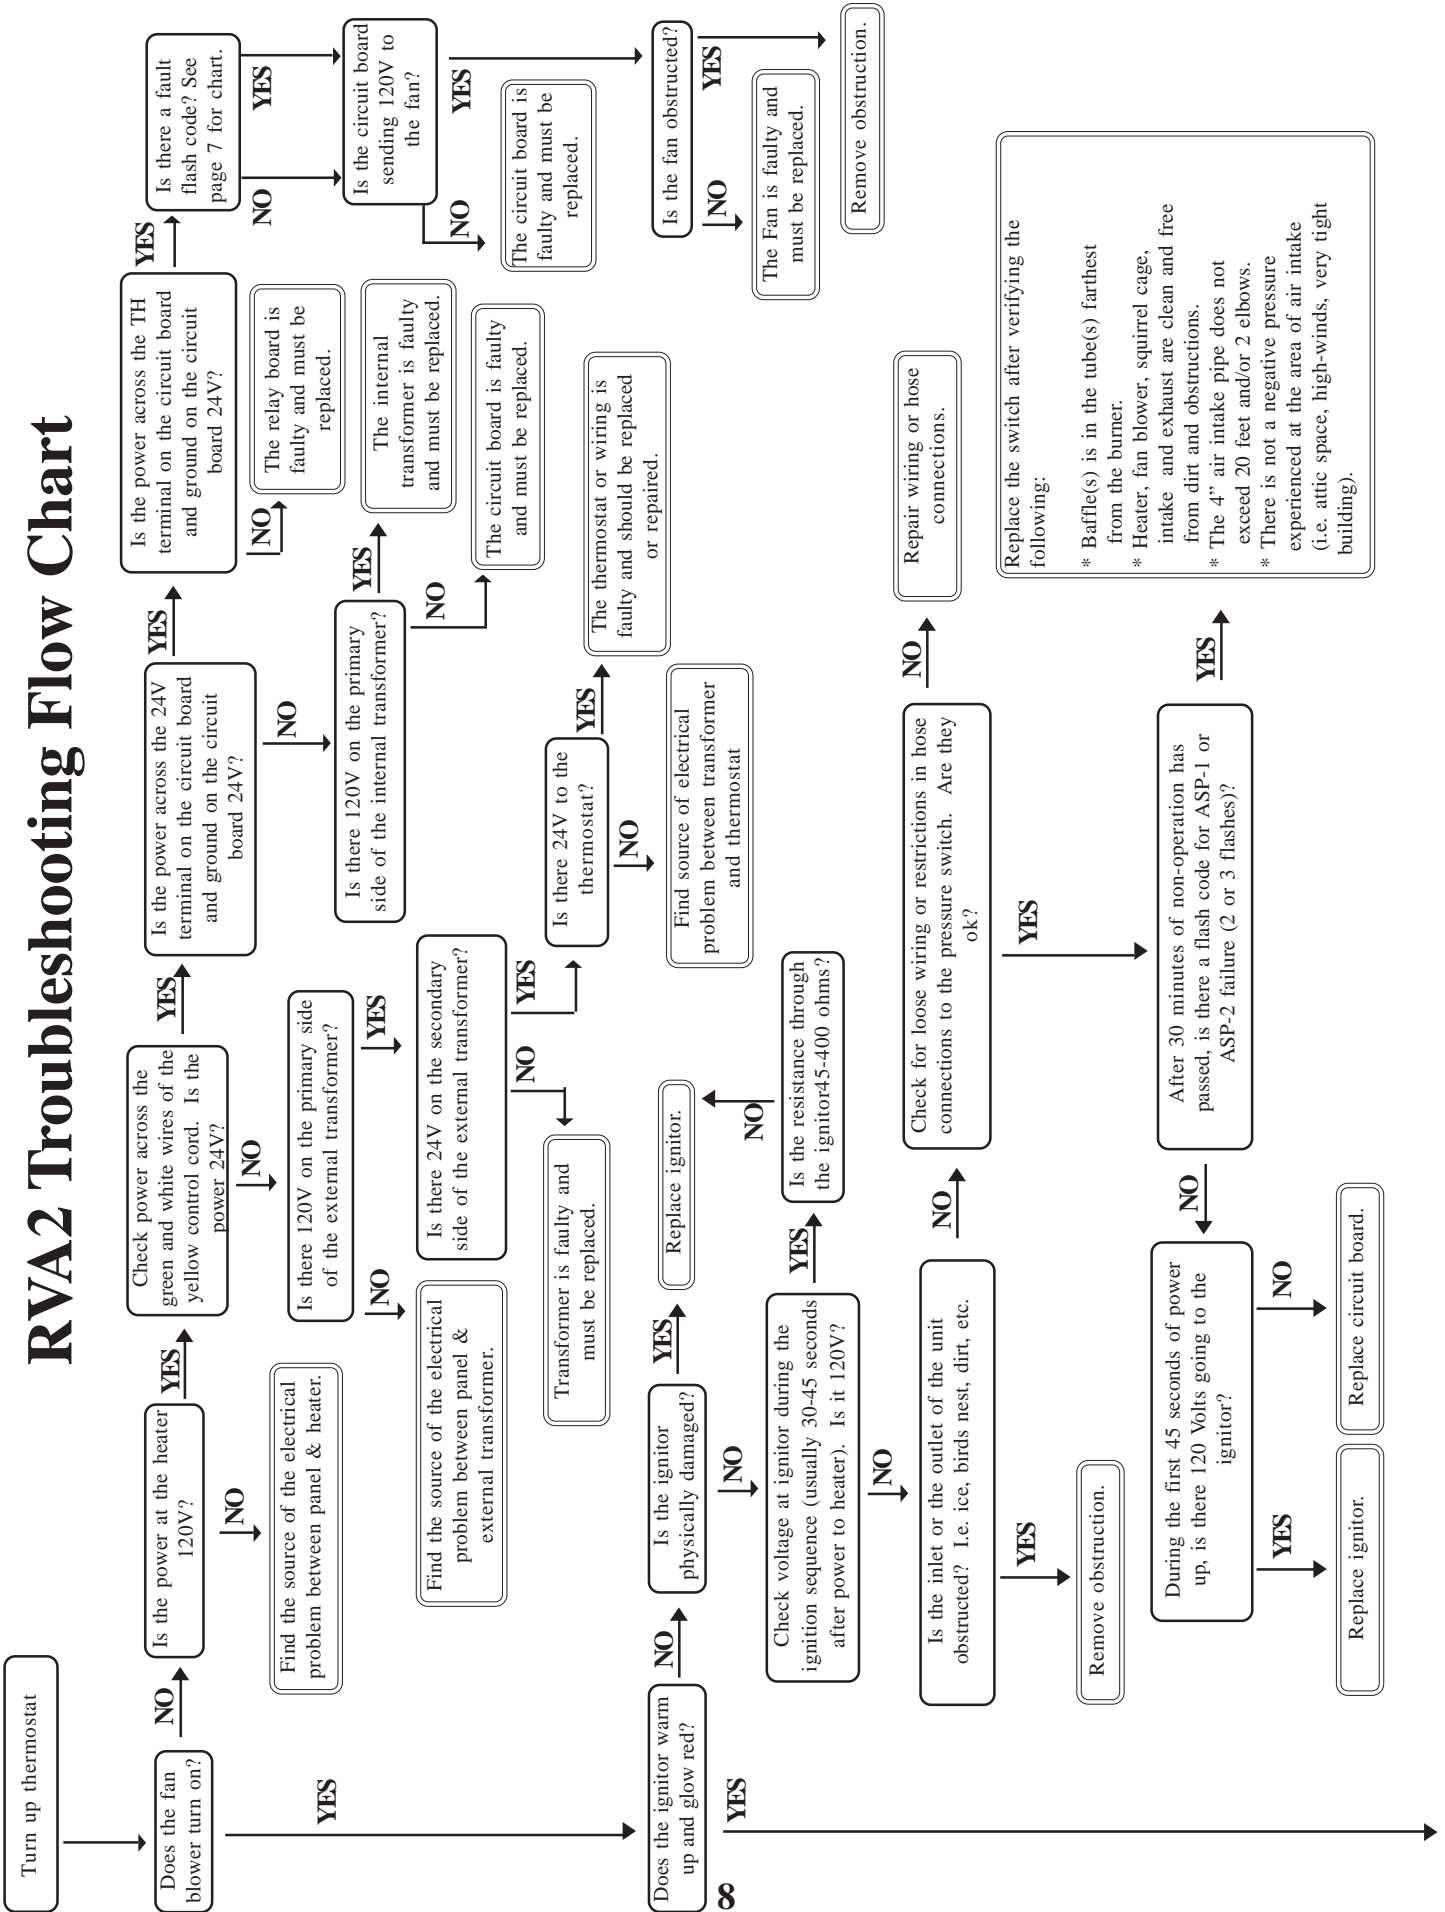 RVA2 Troubleshooting Flow Chart
Turn up thermostat
Does the fan
blower turn on?
NO
Is the power at the heater
120V?
YES
Check power across the
green and white wires of the
yellow control cord. Is the
power 24V?
YES
Is the power across the 24V
terminal on the circuit board
and ground on the circuit
board 24V?
YES
Is the power across the TH
terminal on the circuit board
and ground on the circuit
board 24V?
YES
Is there a fault
flash code? See
page 7 for chart.
NO
Find the source of the electrical
problem between panel & heater.
NO
Is there 120V on the primary side
of the external transformer?
NO
Is there 120V on the primary
side of the internal transformer?
NO
The relay board is
faulty and must be
replaced.
NO
YES
Is the circuit board
sending 120V to
the fan?
YES
NO
Find the source of the electrical
problem between panel &
external transformer.
YES
Is there 24V on the secondary
side of the external transformer?
YES
The internal
transformer is faulty
and must be replaced.
NO
The circuit board is faulty
and must be replaced.
NO
The circuit board is
faulty and must be
replaced.
YES
NO
Transformer is faulty and
must be replaced.
YES
Is there 24V to the
thermostat?
YES
The thermostat or wiring is
faulty and should be replaced
or repaired.
NO
Find source of electrical
problem between transformer
and thermostat
Is the fan obstructed?
NO
The Fan is faulty and
must be replaced.
YES
Remove obstruction.
Does the ignitor warm
up and glow red?
NO
Is the ignitor
physically damaged?
YES
Replace ignitor.
NO
Check voltage at ignitor during the
ignition sequence (usually 30-45 seconds
after power to heater). Is it 120V?
YES
Is the resistance through
the ignitor45-400 ohms?
NO
NO
Is the inlet or the outlet of the unit
obstructed? I.e. ice, birds nest, dirt, etc.
NO
Check for loose wiring or restrictions in hose
connections to the pressure switch. Are they
ok?
NO
Repair wiring or hose
connections.
YES
Remove obstruction.
YES
During the first 45 seconds of power
up, is there 120 Volts going to the
ignitor?
NO
After 30 minutes of non-operation has
passed, is there a flash code for ASP-1 or
ASP-2 failure (2 or 3 flashes)?
YES
Replace the switch after verifying the
following:
* Baffle(s) is in the tube(s) farthest
from the burner.
* Heater, fan blower, squirrel cage,
intake and exhaust are clean and free
from dirt and obstructions.
* The 4” air intake pipe does not
exceed 20 feet and/or 2 elbows.
* There is not a negative pressure
experienced at the area of air intake
(i.e. attic space, high-winds, very tight
building).
YES
Replace ignitor.
NO
Replace circuit board.
YES
8